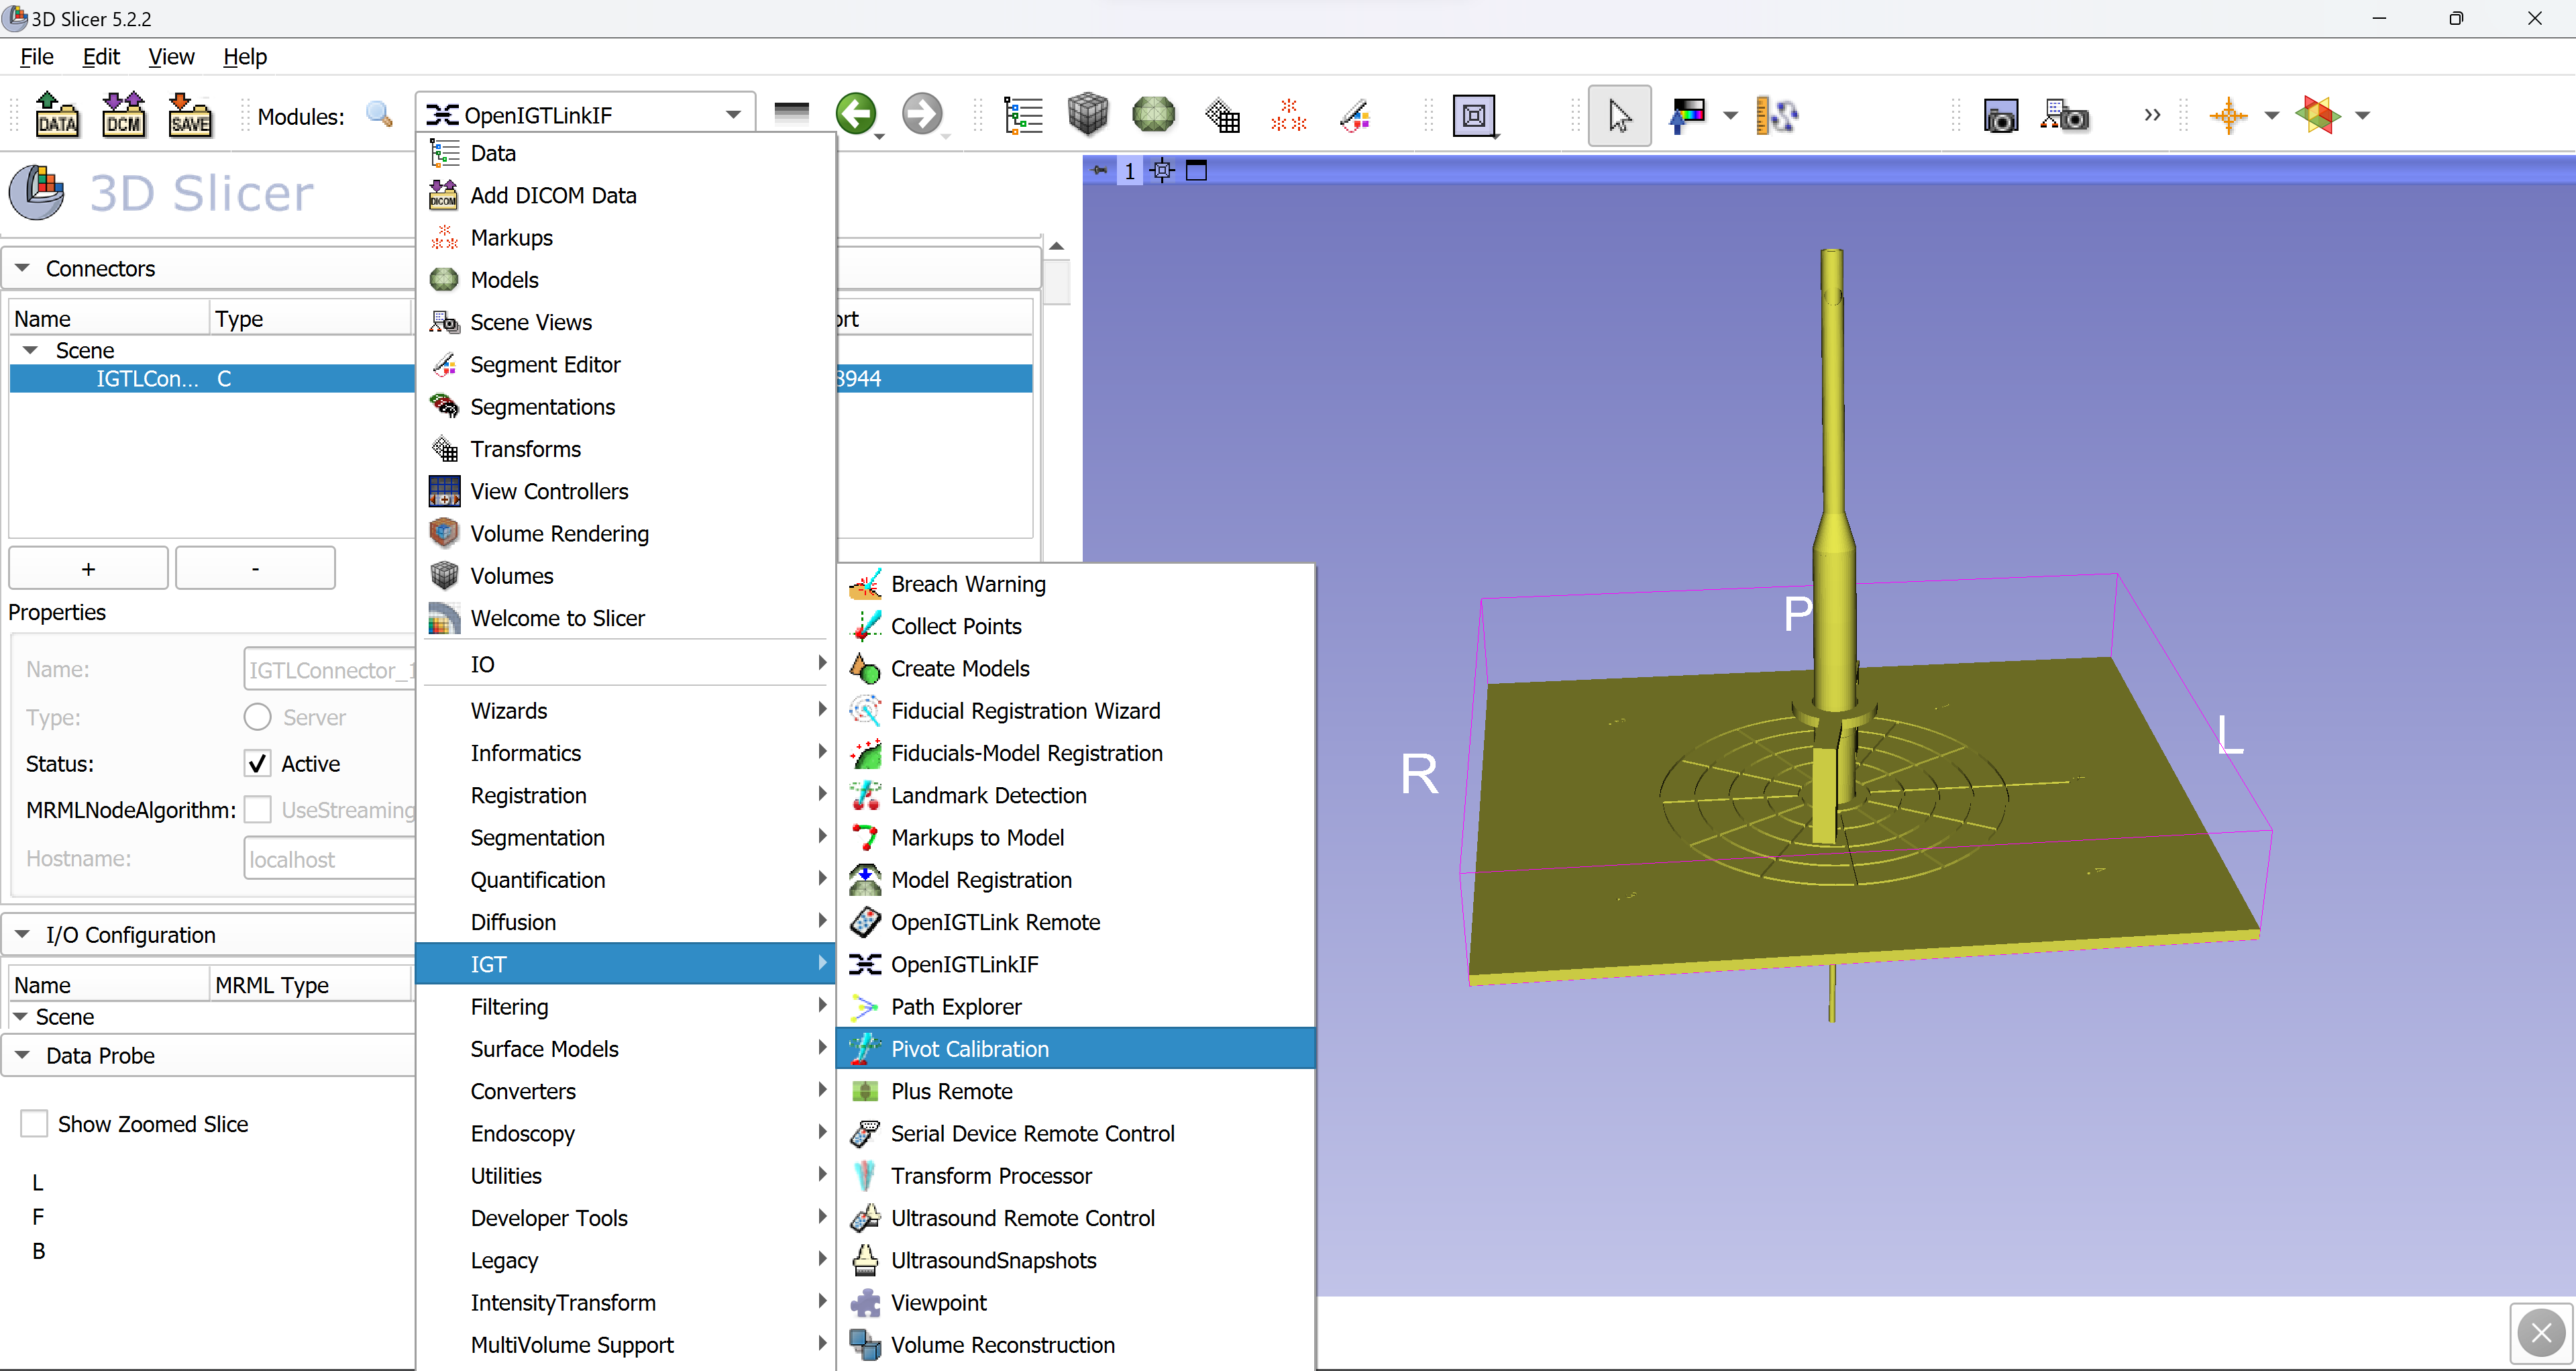 3D Slicer 5.2.2
File Edit View Help
DATA DCM SAVE Modules: OpenIGTLinkIF
3D Slicer
1
Connectors
Name Type ort
Scene
IGTLCon... C 8944
+ -
Properties
Name: IGTLConnector_1
Type: Server
Status: Active
MRMLNodeAlgorithm: UseStreaming
Hostname: localhost
I/O Configuration
Name MRML Type
Scene
Data Probe
Show Zoomed Slice
L
F
B
Data
DICOM Add DICOM Data
Markups
Models
Scene Views
Segment Editor
Segmentations
Transforms
View Controllers
Volume Rendering
Volumes
Welcome to Slicer
IO
Wizards
Informatics
Registration
Segmentation
Quantification
Diffusion
IGT
Filtering
Surface Models
Converters
Endoscopy
Utilities
Developer Tools
Legacy
IntensityTransform
MultiVolume Support
Breach Warning
Collect Points
Create Models
Fiducial Registration Wizard
Fiducials-Model Registration
Landmark Detection
Markups to Model
Model Registration
OpenIGTLink Remote
OpenIGTLinkIF
Path Explorer
Pivot Calibration
Plus Remote
Serial Device Remote Control
Transform Processor
Ultrasound Remote Control
UltrasoundSnapshots
Viewpoint
Volume Reconstruction
P
R
L